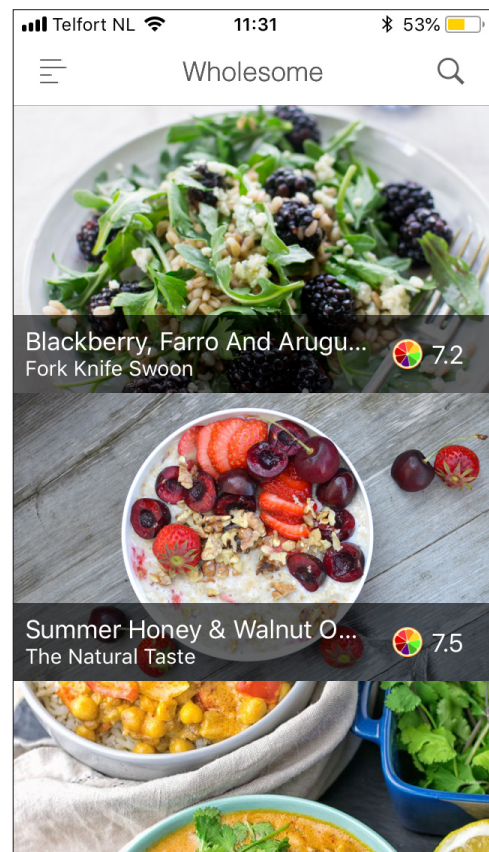 Telfort NL 11:31 53%
Wholesome
Blackberry, Farro And Arugu...
Fork Knife Swoon
7.2
Summer Honey & Walnut O...
The Natural Taste
7.5